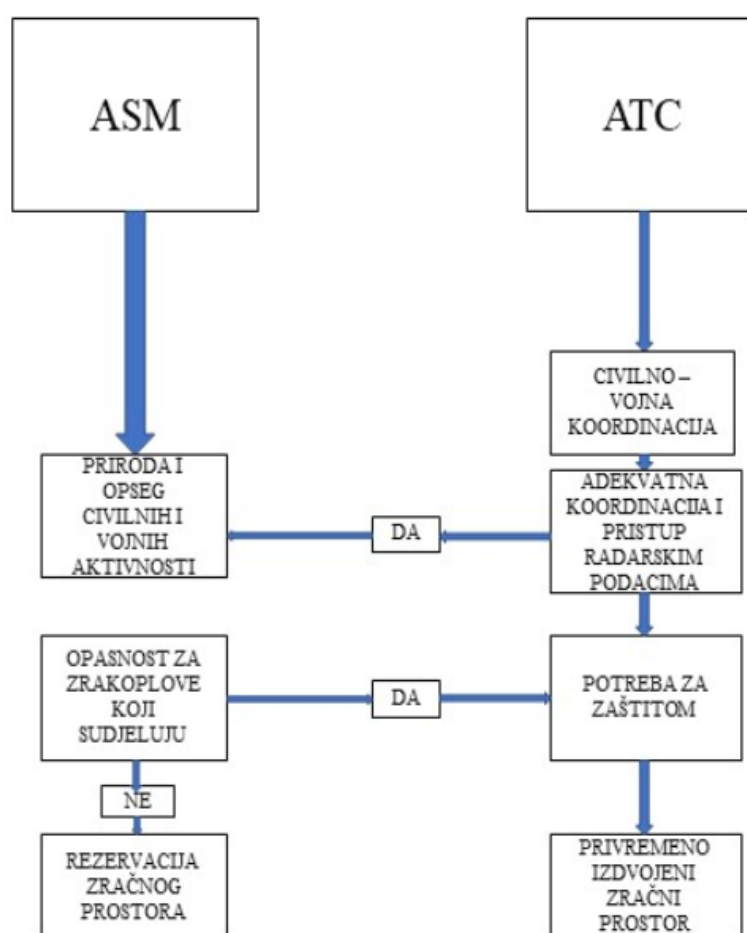 ASM
ATC
CIVILNO –
VOJNA
KOORDINACIJA
PRIRODA I
OPSEG
CIVILNIH I
VOJNIH
AKTIVNOSTI
DA
ADEKVATNA
KOORDINACIJA I
PRISTUP
RADARSKIM
PODACIMA
OPASNOST ZA
ZRAKOPLOVE
KOJI
SUDJELUJU
DA
POTREBA ZA
ZAŠTITOM
NE
REZERVACIJA
ZRAČNOG
PROSTORA
PRIVREMENO
IZDVOJENI
ZRAČNI
PROSTOR